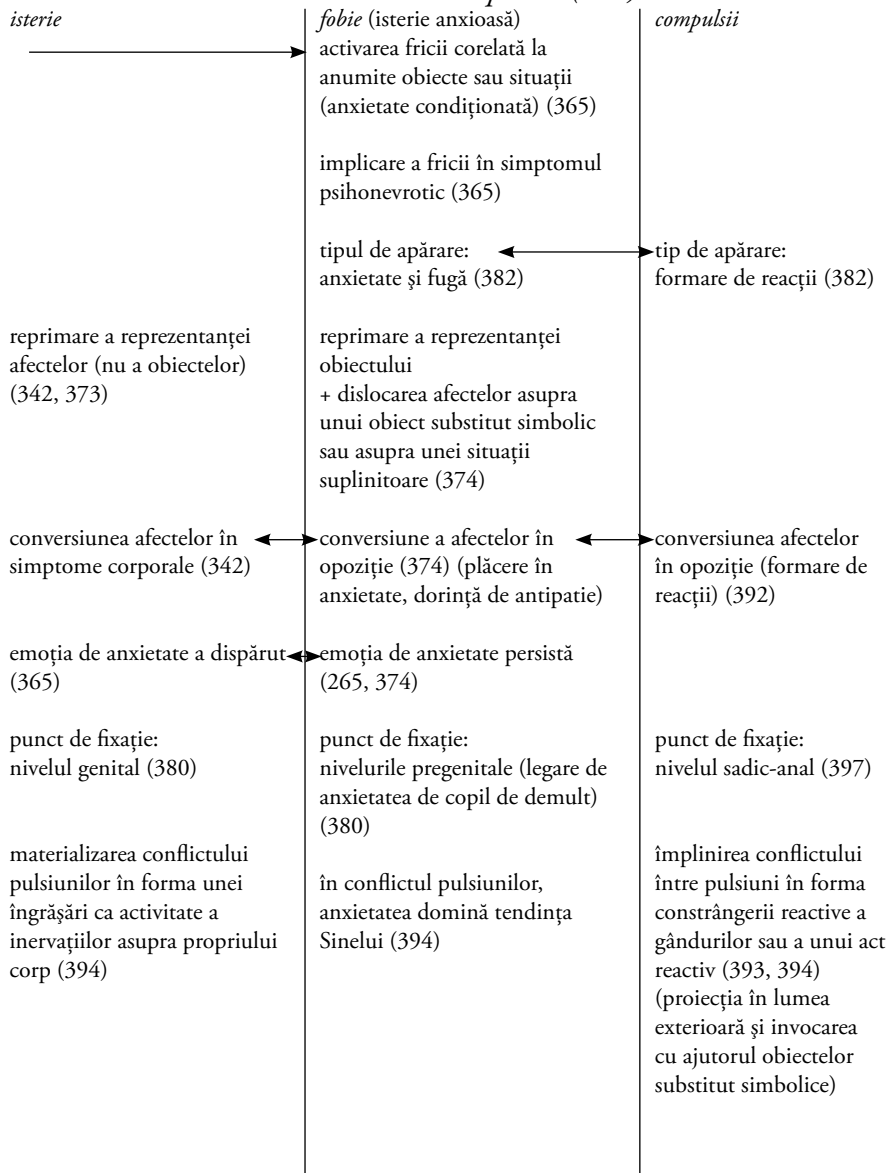 isterie
fobie (isterie anxioasă)
compulsii
activarea fricii corelată la
anumite obiecte sau situații
(anxietate condiționată) (365)
implicare a fricii în simptomul
psihonevrotic (365)
tipul de apărare:
anxietate şi fugă (382)
tip de apărare:
formare de reacții (382)
reprimare a reprezentanței
afectelor (nu a obiectelor)
(342, 373)
reprimare a reprezentanței
obiectului
+ dislocarea afectelor asupra
unui obiect substitut simbolic
sau asupra unei situații
suplinitoare (374)
conversiunea afectelor în
simptome corporale (342)
conversiune a afectelor în
opoziție (374) (plăcere în
anxietate, dorință de antipatie)
conversiunea afectelor
în opoziție (formare de
reacții) (392)
emoția de anxietate a dispărut
(365)
emoția de anxietate persistă
(265, 374)
punct de fixație:
nivelul genital (380)
punct de fixație:
nivelurile pregenitale (legare de
anxietatea de copil de demult)
(380)
punct de fixație:
nivelul sadic-anal (397)
materializarea conflictului
pulsiunilor în forma unei
îngrăşări ca activitate a
inervațiilor asupra propriului
corp (394)
în conflictul pulsiunilor,
anxietatea domină tendința
Sinelui (394)
împlinirea conflictului
între pulsiuni în forma
constrângerii reactive a
gândurilor sau a unui act
reactiv (393, 394)
(proiecția în lumea
exterioară şi invocarea
cu ajutorul obiectelor
substitut simbolice)